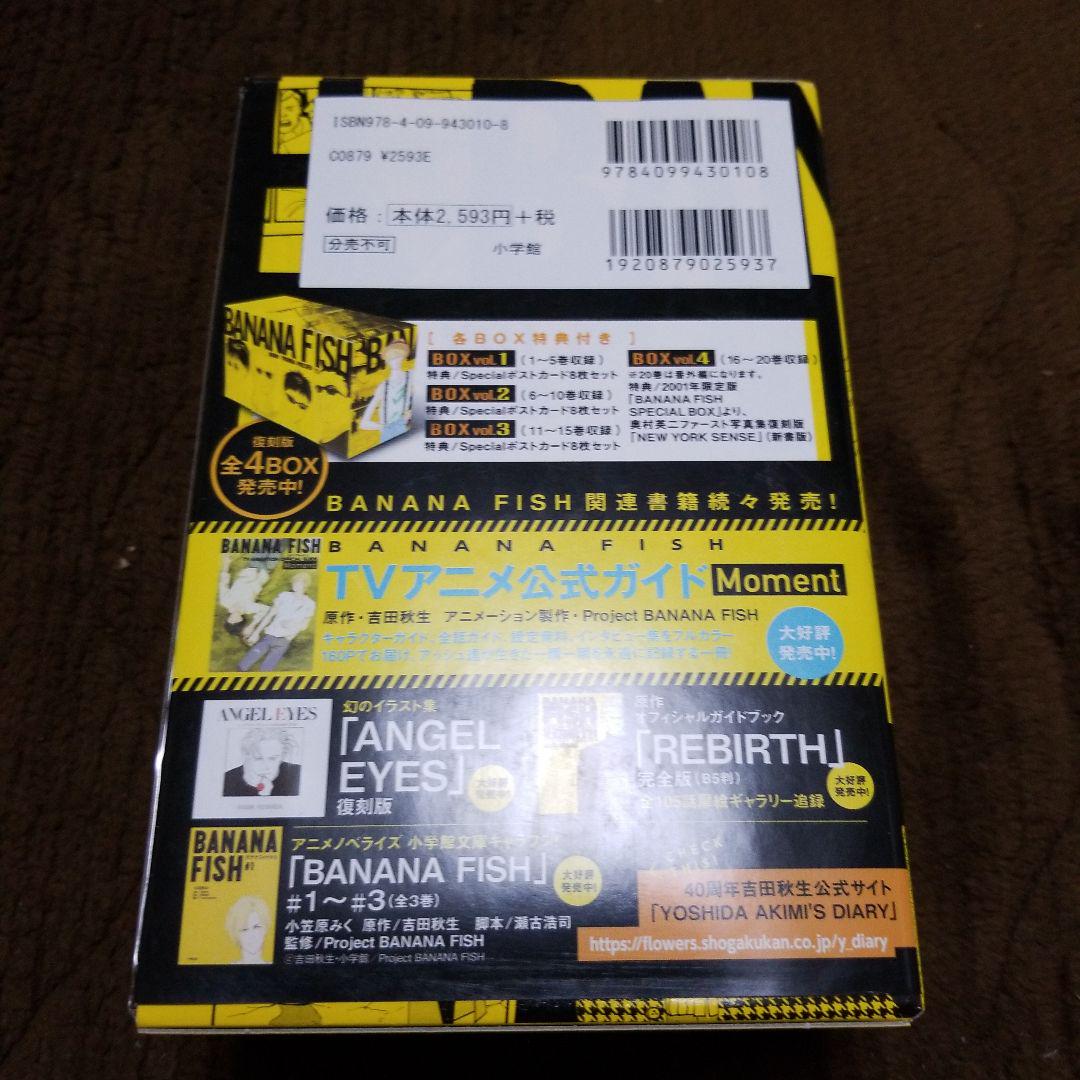 ISBN978-4-09-943010-8
C0879 ¥2593E
9784099430108
価格：本体2,593円＋税
分売不可
小学館
1920879025937
BANANA FISH
[ 各BOX特典付き ]
BOX vol.1（1〜5巻収録）
特典/Specialポストカード8枚セット
BOX vol.2（6〜10巻収録）
特典/Specialポストカード8枚セット
BOX vol.3（11〜15巻収録）
特典/Specialポストカード8枚セット
BOX vol.4（16〜20巻収録）
※20巻は番外編になります。
特典/2001年限定版
「BANANA FISH
SPECIAL BOX」より、
奥村英二ファースト写真集復刻版
「NEW YORK SENSE」（新書版）
復刻版
全4BOX
発売中！
BANANA FISH関連書籍続々発売！
BANANA FISH
Moment
BANANA FISH
TVアニメ公式ガイドMoment
原作・吉田秋生　アニメーション製作・Project BANANA FISH
キャラクターガイド、全話ガイド、設定資料、インタビュー集をフルカラー
160Pでお届け。アッシュ達が生きた一瞬一瞬を永遠に記録する一冊！
大好評
発売中！
ANGEL EYES
幻のイラスト集
「ANGEL
EYES」
復刻版
大好評
発売中！
原作
オフィシャルガイドブック
「REBIRTH」
完全版（B5判）
全105話扉絵ギャラリー追録
大好評
発売中！
BANANA
FISH
#1
アニメノベライズ 小学館文庫キャラブン！
「BANANA FISH」
#1〜#3（全3巻）
小笠原みく 原作/吉田秋生　脚本/瀬古浩司
監修/Project BANANA FISH
©吉田秋生・小学館／Project BANANA FISH
大好評
発売中！
40周年吉田秋生公式サイト
「YOSHIDA AKIMI'S DIARY」
https://flowers.shogakukan.co.jp/y_diary